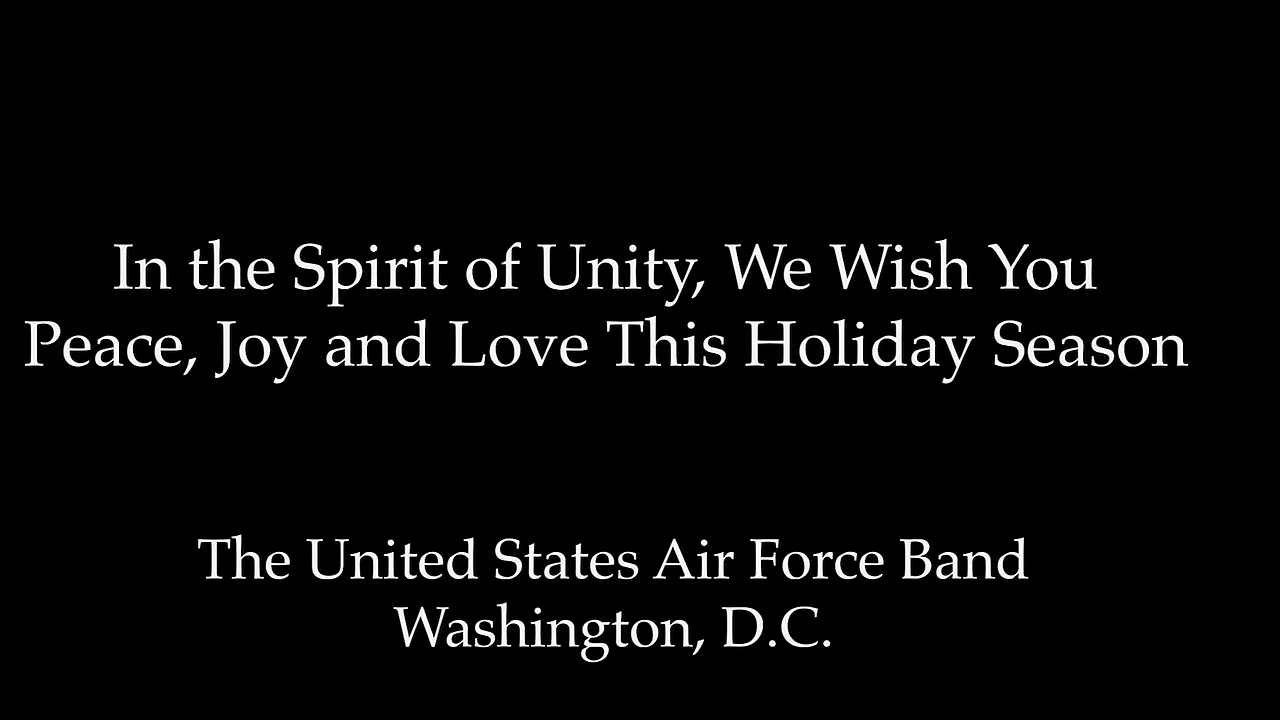 In the Spirit of Unity, We Wish You
Peace, Joy and Love This Holiday Season
The United States Air Force Band
Washington, D.C.